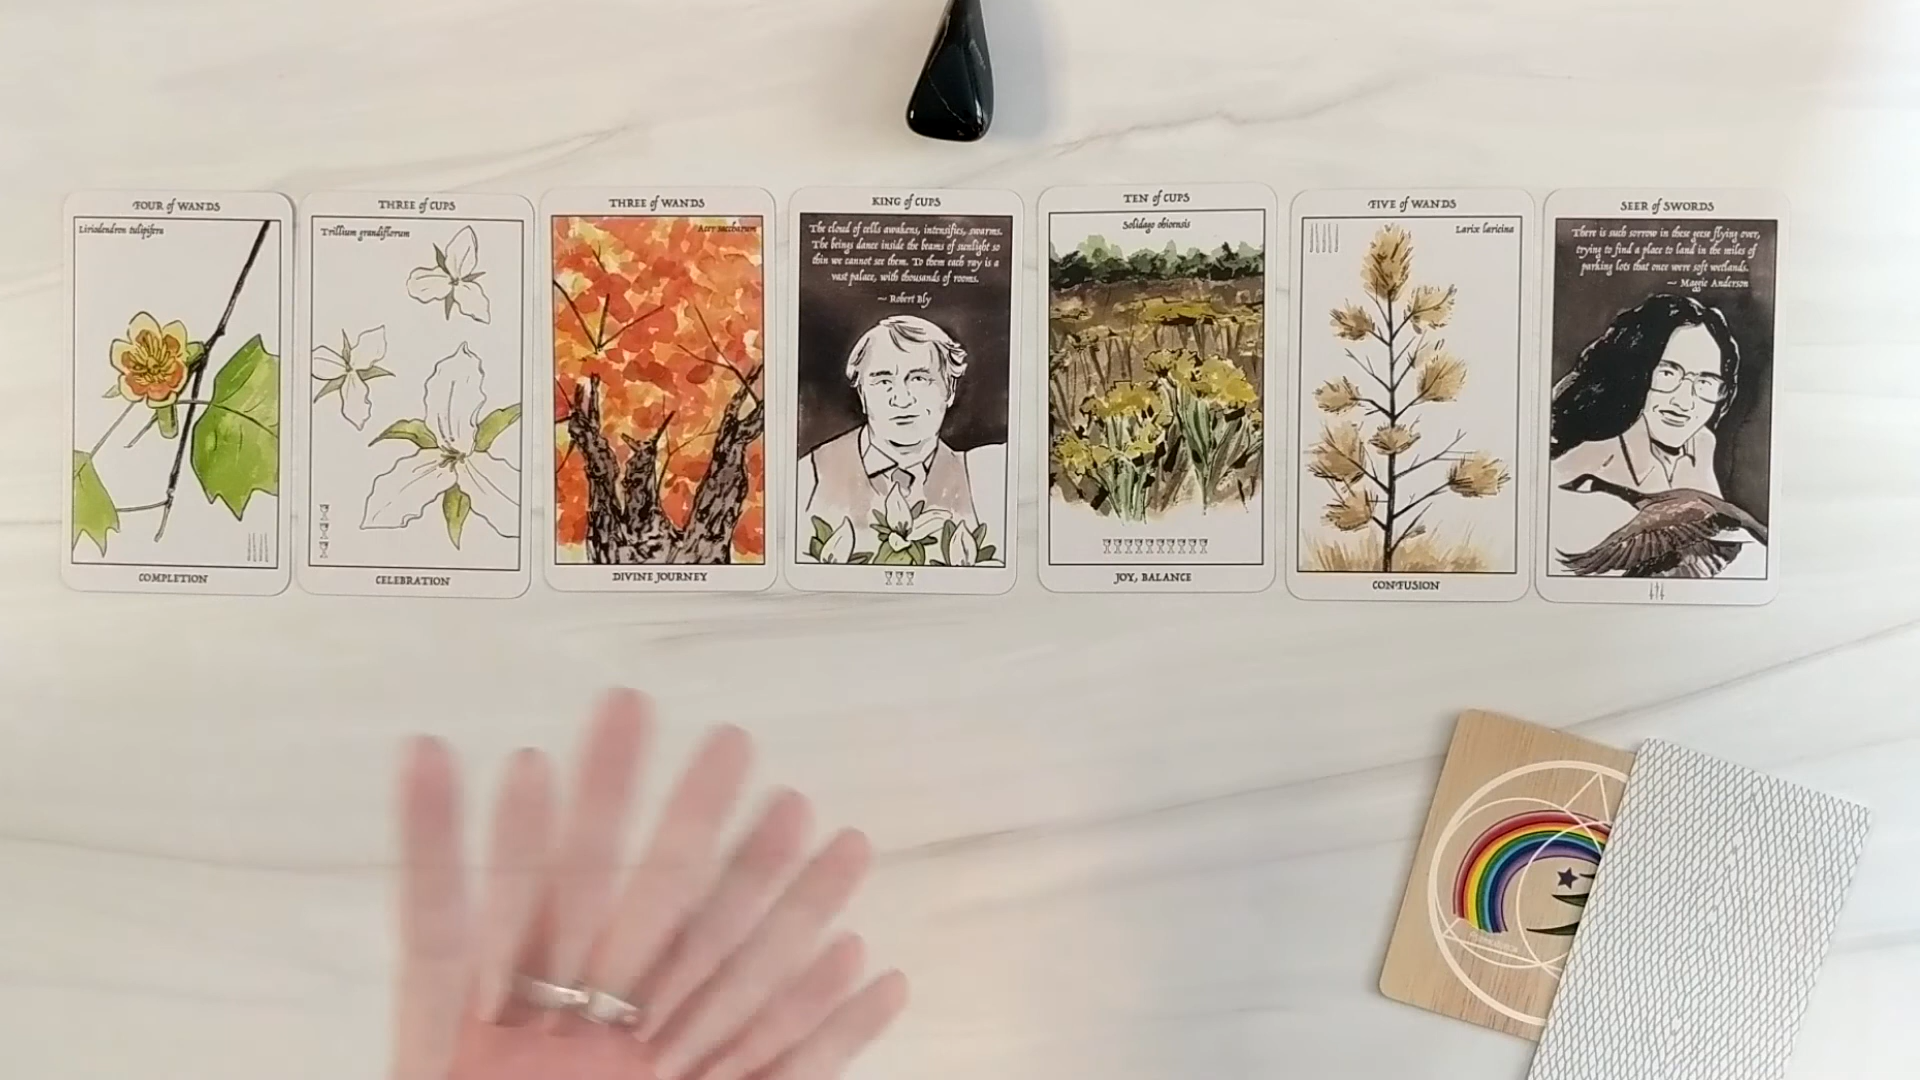 FOUR of WANDS
Liriodendron tulipifera
COMPLETION
THREE of CUPS
Trillium grandiflorum
CELEBRATION
THREE of WANDS
Acer saccharum
DIVINE JOURNEY
KING of CUPS
The cloud of cells awakens, intensifies, swarms.
The beings dance inside the beams of sunlight so
thin we cannot see them. To them each ray is a
vast palace, with thousands of rooms.
— Robert Bly
TEN of CUPS
Solidago ohioensis
JOY, BALANCE
FIVE of WANDS
Larix laricina
CONFUSION
SEER of SWORDS
There is such sorrow in these geese flying over,
trying to find a place to land in the miles of
parking lots that once were soft wetlands.
— Maggie Anderson